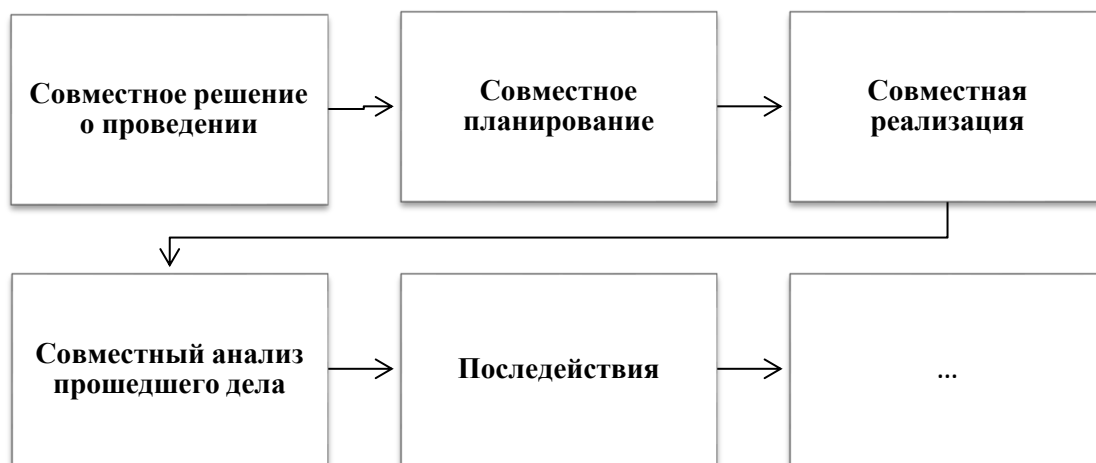 Совместное решение
о проведении
Совместное
планирование
Совместная
реализация
Совместный анализ
прошедшего дела
Последействия
...